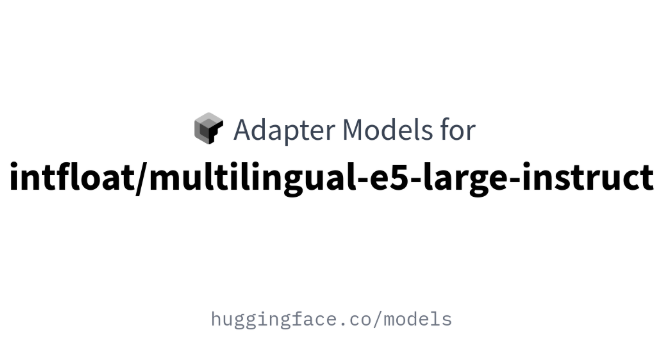 Adapter Models for
intfloat/multilingual-e5-large-instruct
huggingface.co/models